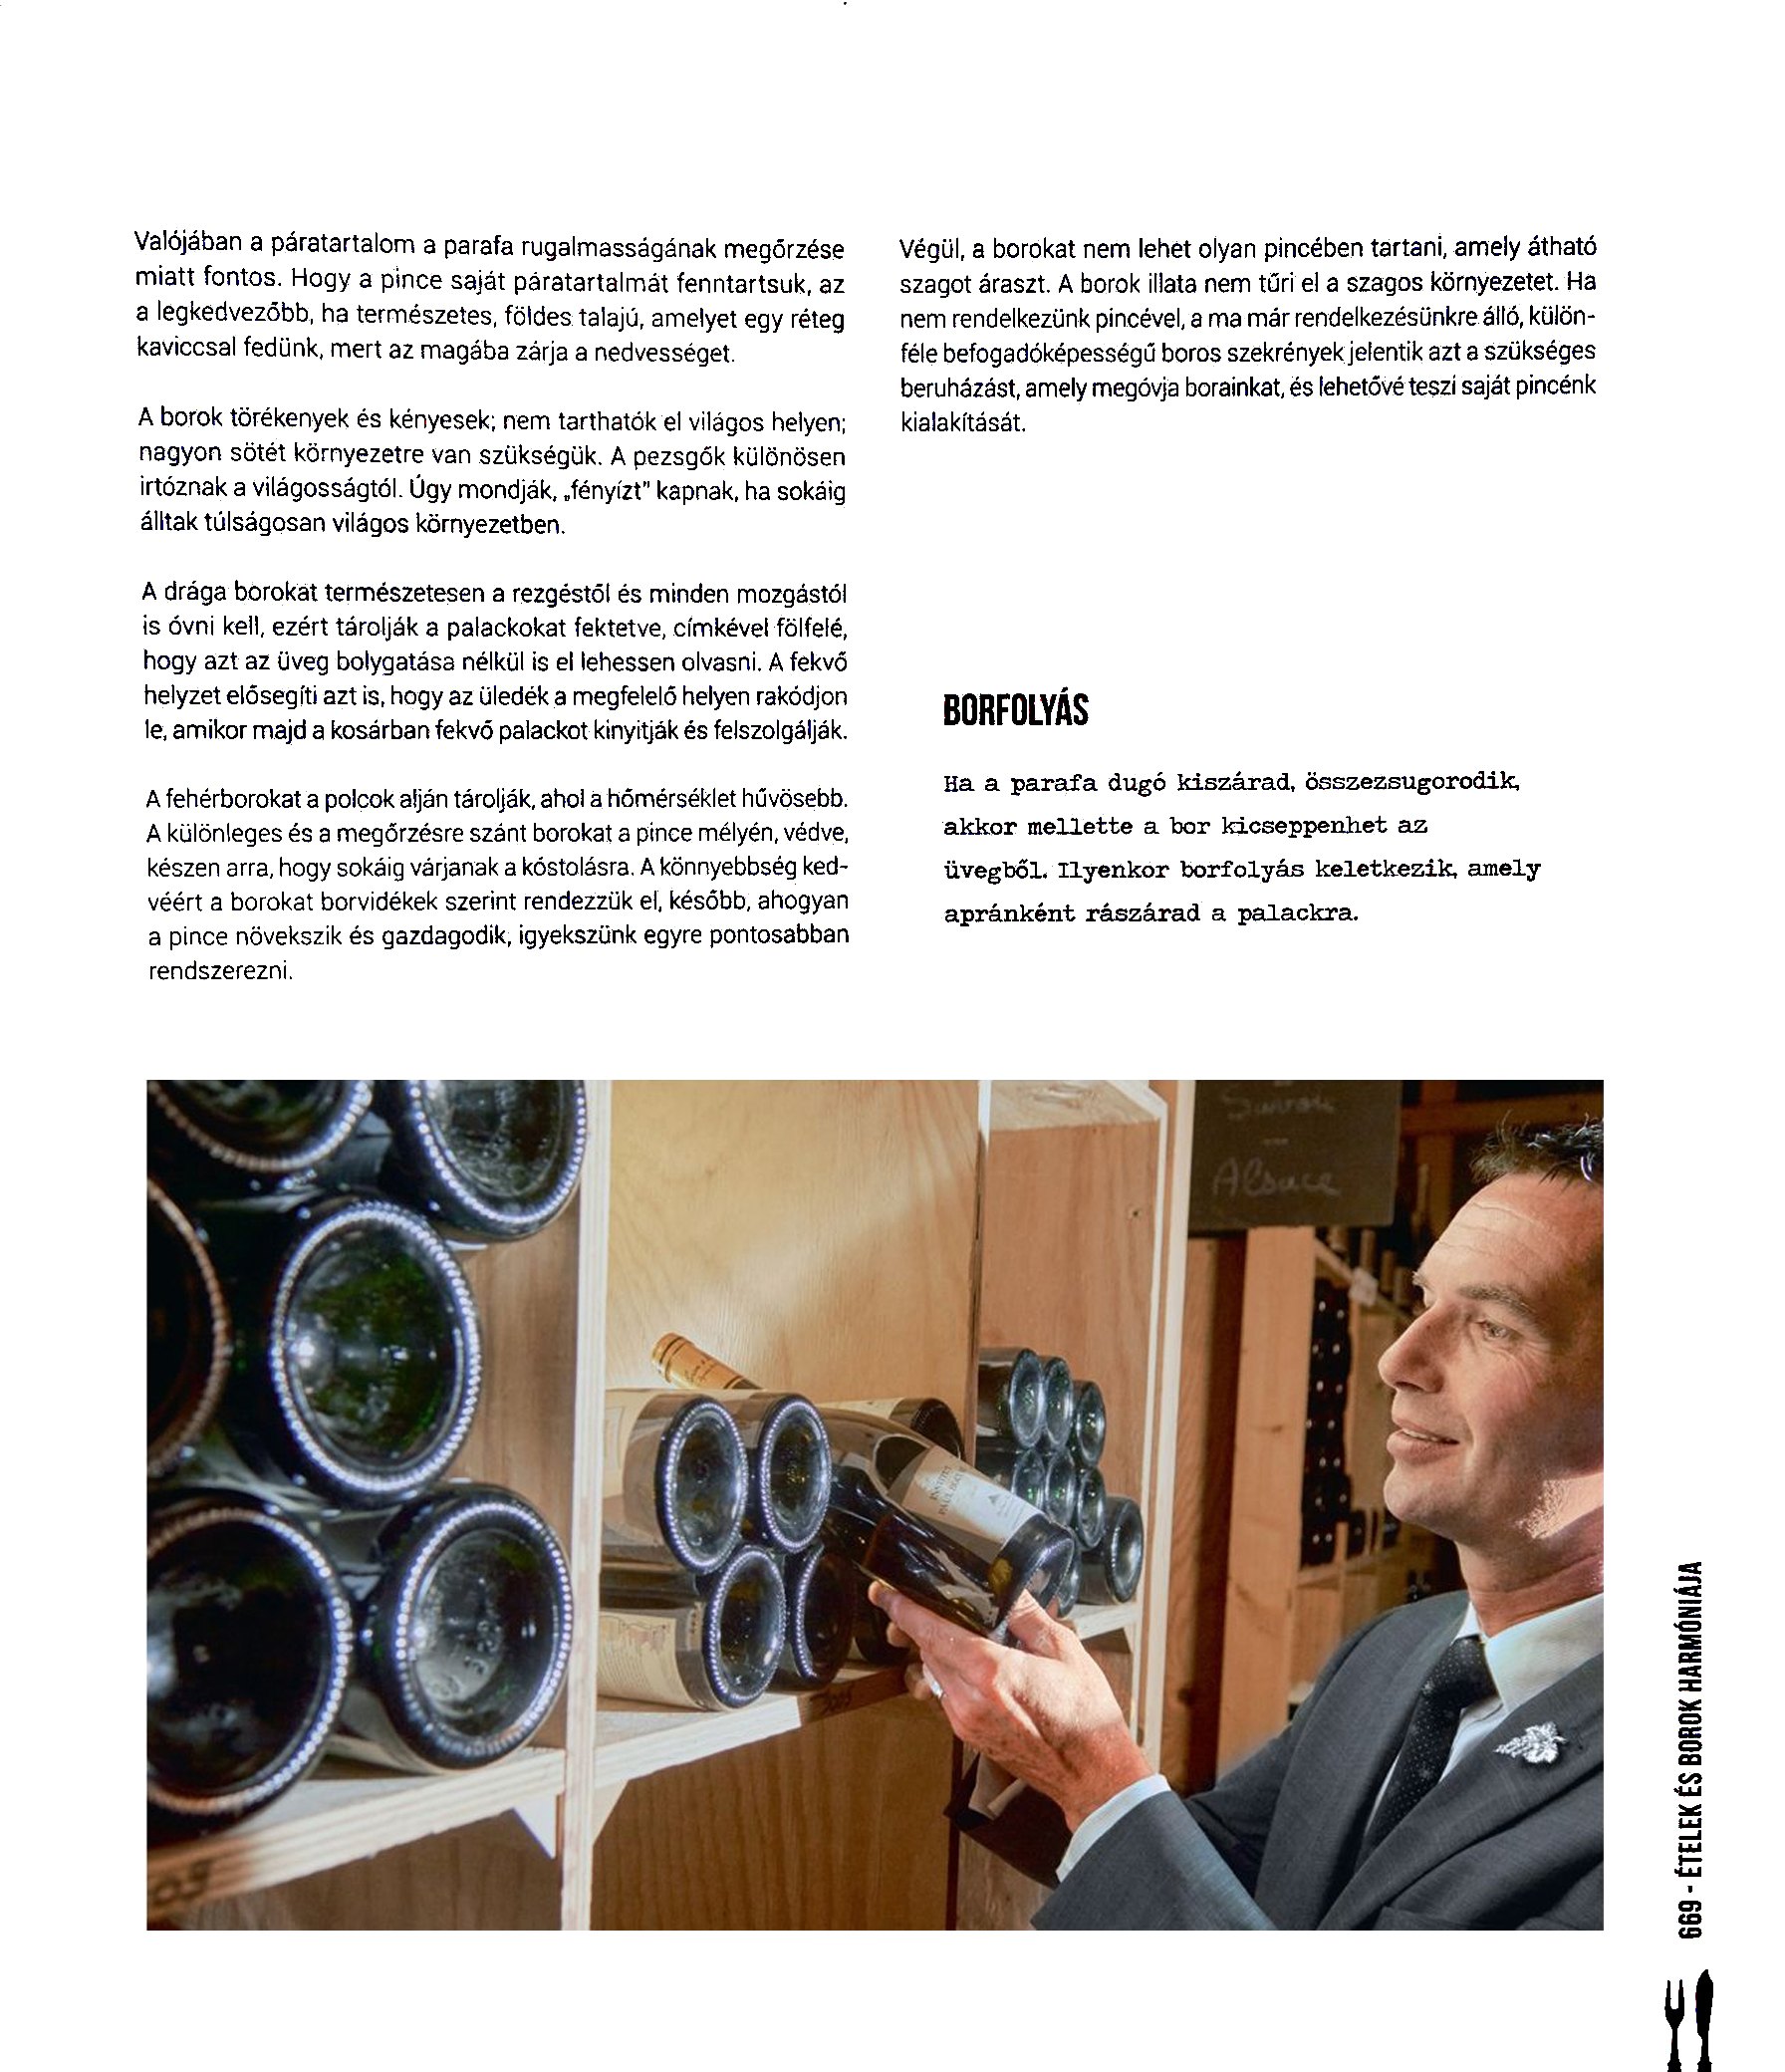 Valójában a páratartalom a parafa rugalmasságának megőrzése
miatt fontos. Hogy a pince saját páratartalmát fenntartsuk, az
a legkedvezőbb, ha természetes, földes talajú, amelyet egy réteg
kaviccsal fedünk, mert az magába zárja a nedvességet.
A borok törékenyek és kényesek; nem tarthatók el világos helyen;
nagyon sötét környezetre van szükségük. A pezsgők különösen
irtóznak a világosságtól. Úgy mondják, „fényízt” kapnak, ha sokáig
álltak túlságosan világos környezetben.
A drága borokat természetesen a rezgéstől és minden mozgástól
is óvni kell, ezért tárolják a palackokat fektetve, címkével fölfelé,
hogy azt az üveg bolygatása nélkül is el lehessen olvasni. A fekvő
helyzet elősegíti azt is, hogy az üledék a megfelelő helyen rakódjon
le, amikor majd a kosárban fekvő palackot kinyitják és felszolgálják.
A fehérborokat a polcok alján tárolják, ahol a hőmérséklet hűvösebb.
A különleges és a megőrzésre szánt borokat a pince mélyén, védve,
készen arra, hogy sokáig várjanak a kóstolásra. A könnyebbség ked-
véért a borokat borvidékek szerint rendezzük el, később, ahogyan
a pince növekszik és gazdagodik, igyekszünk egyre pontosabban
rendszerezni.
Végül, a borokat nem lehet olyan pincében tartani, amely átható
szagot áraszt. A borok illata nem tűri el a szagos környezetet. Ha
nem rendelkezünk pincével, a ma már rendelkezésünkre álló, külön-
féle befogadóképességű boros szekrények jelentik azt a szükséges
beruházást, amely megóvja borainkat, és lehetővé teszi saját pincénk
kialakítását.
BORFOLYÁS
Ha a parafa dugó kiszárad, összezsugorodik,
akkor mellette a bor kicseppenhet az
üvegből. Ilyenkor borfolyás keletkezik, amely
apránként rászárad a palackra.
Alsace
INSTITUT
669 - ÉTELEK ÉS BOROK HARMÓNIÁJA